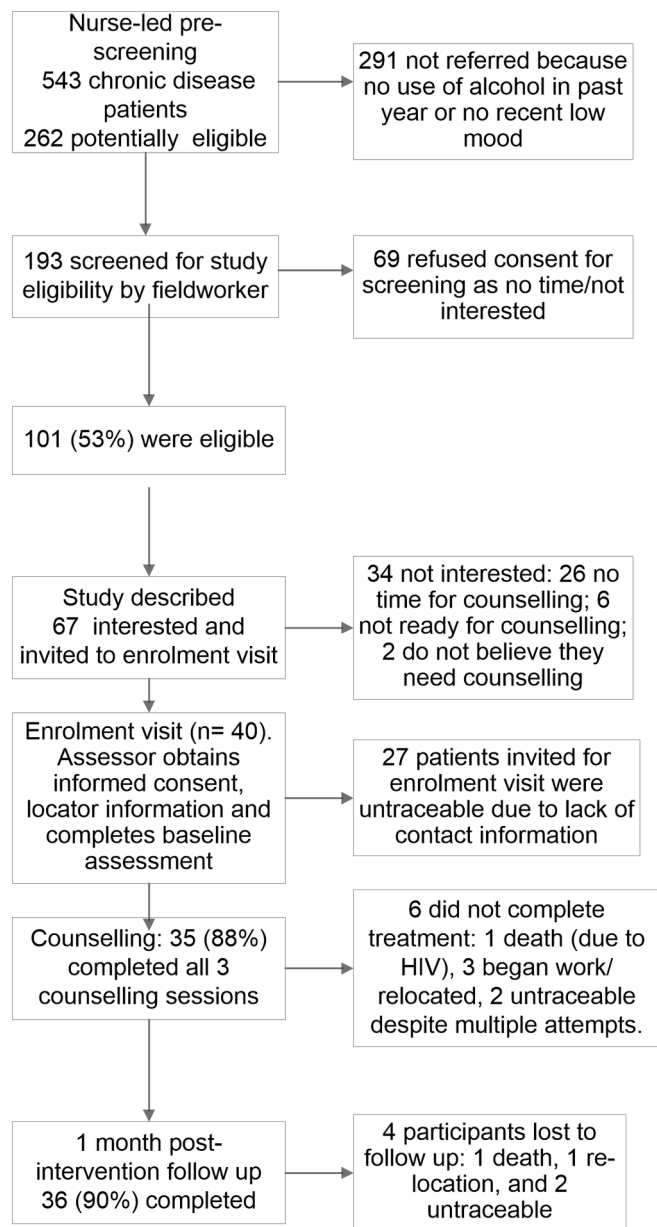 Nurse-led pre-
screening
543 chronic disease
patients
262 potentially eligible
291 not referred because
no use of alcohol in past
year or no recent low
mood
193 screened for study
eligibility by fieldworker
69 refused consent for
screening as no time/not
interested
101 (53%) were eligible
Study described
67 interested and
invited to enrolment visit
34 not interested: 26 no
time for counselling; 6
not ready for counselling;
2 do not believe they
need counselling
Enrolment visit (n= 40).
Assessor obtains
informed consent,
locator information and
completes baseline
assessment
27 patients invited for
enrolment visit were
untraceable due to lack of
contact information
Counselling: 35 (88%)
completed all 3
counselling sessions
6 did not complete
treatment: 1 death (due to
HIV), 3 began work/
relocated, 2 untraceable
despite multiple attempts.
1 month post-
intervention follow up
36 (90%) completed
4 participants lost to
follow up: 1 death, 1 re-
location, and 2
untraceable